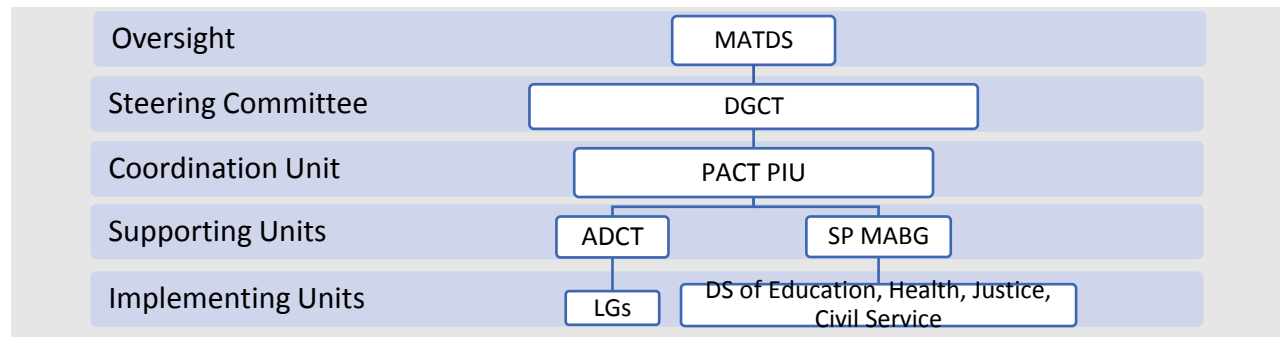 Oversight
MATDS
Steering Committee
DGCT
Coordination Unit
PACT PIU
Supporting Units
ADCT
SP MABG
Implementing Units
LGs
DS of Education, Health, Justice,
Civil Service